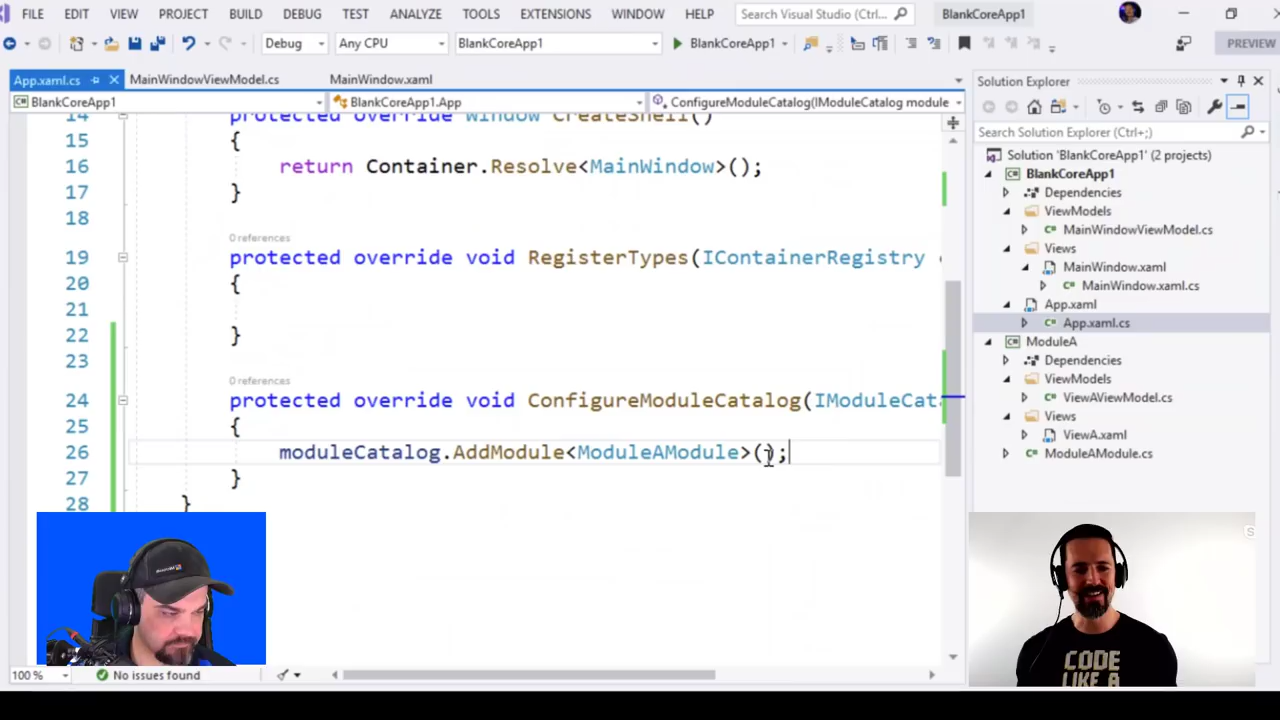 FILE EDIT VIEW PROJECT BUILD DEBUG TEST ANALYZE TOOLS EXTENSIONS WINDOW HELP Search Visual Studio (Ctrl+;) BlankCoreApp1
Debug Any CPU BlankCoreApp1 BlankCoreApp1 PREVIEW
App.xaml.cs MainWindowViewModel.cs MainWindow.xaml
BlankCoreApp1 BlankCoreApp1.App ConfigureModuleCatalog(IModuleCatalog module
14 protected override Window CreateShell()
15 {
16 return Container.Resolve<MainWindow>();
17 }
18
0 references
19 protected override void RegisterTypes(IContainerRegistry
20 {
21
22 }
23
0 references
24 protected override void ConfigureModuleCatalog(IModuleCat
25 {
26 moduleCatalog.AddModule<ModuleAModule>();
27 }
28 }
100 % No issues found
Solution Explorer
Search Solution Explorer (Ctrl+;)
Solution 'BlankCoreApp1' (2 projects)
BlankCoreApp1
Dependencies
ViewModels
MainWindowViewModel.cs
Views
MainWindow.xaml
MainWindow.xaml.cs
App.xaml
App.xaml.cs
ModuleA
Dependencies
ViewModels
ViewAViewModel.cs
Views
ViewA.xaml
ModuleAModule.cs
CODE
LIKE A